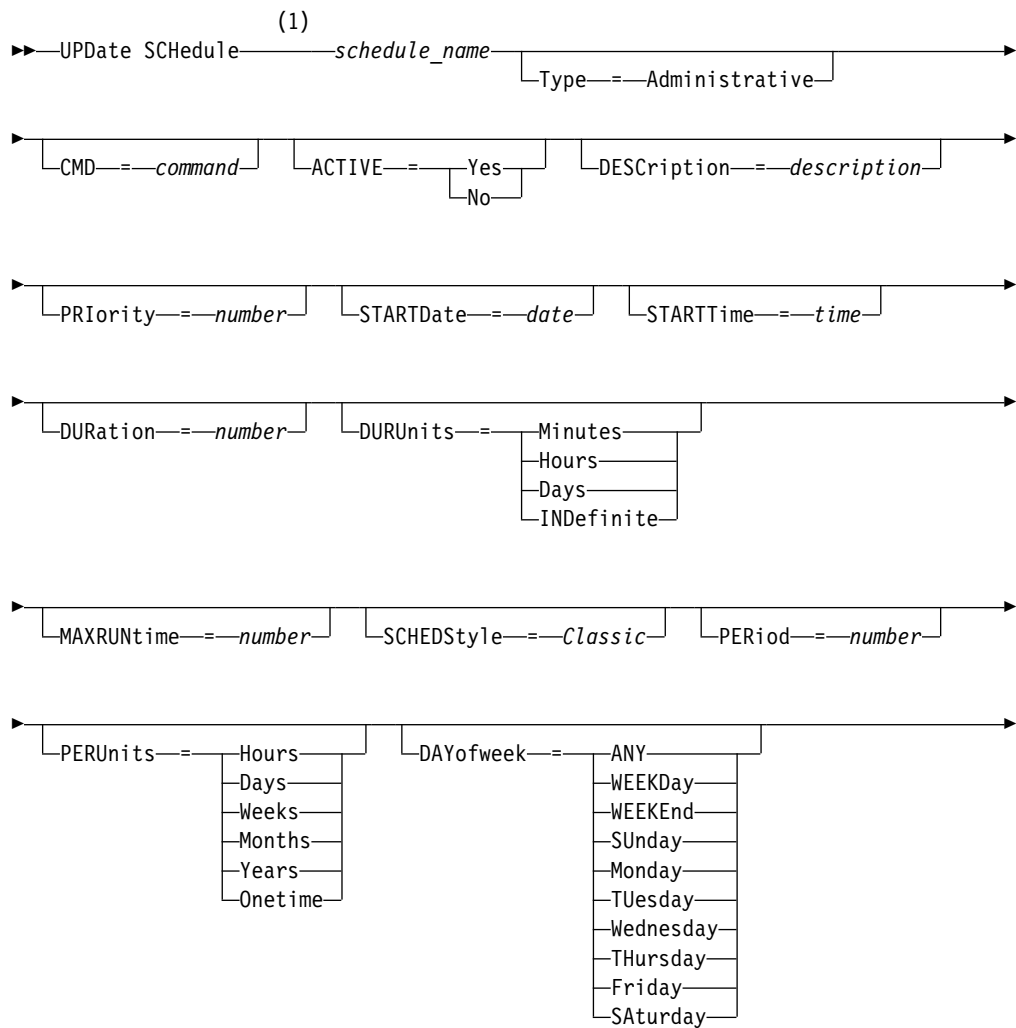 (1)
UPDate SCHedule schedule_name
Type = Administrative
CMD = command ACTIVE = Yes DESCription = description
No
PRIority = number STARTDate = date STARTTime = time
DURation = number DURUnits = Minutes
Hours
Days
INDefinite
MAXRUNtime = number SCHEDStyle = Classic PERiod = number
PERUnits = Hours DAYofweek = ANY
Days WEEKDay
Weeks WEEKEnd
Months SUnday
Years Monday
Onetime TUesday
Wednesday
THursday
Friday
SAturday